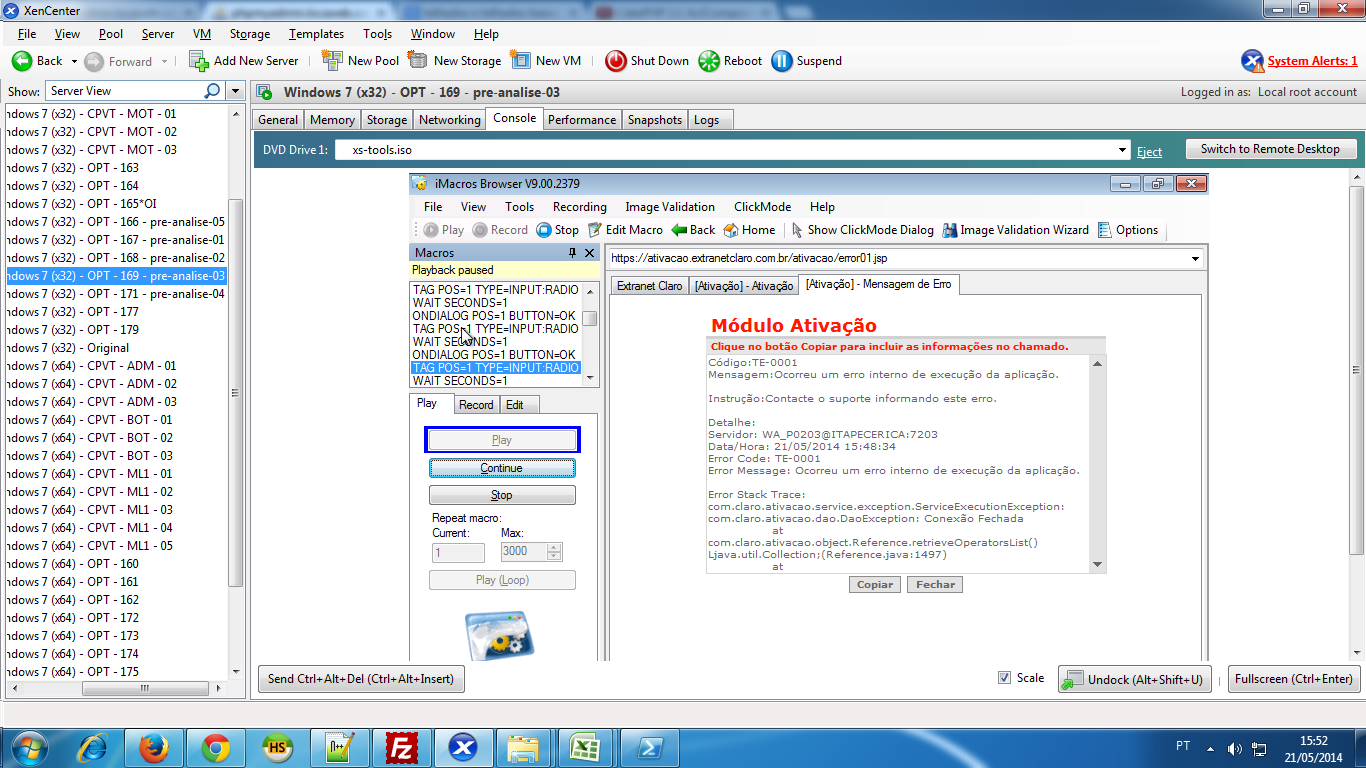 XenCenter
File View Pool Server VM Storage Templates Tools Window Help
Back Forward Add New Server New Pool New Storage New VM Shut Down Reboot Suspend System Alerts: 1
Show: Server View
Windows 7 (x32) - OPT - 169 - pre-analise-03
Logged in as: Local root account
ndows 7 (x32) - CPVT - MOT - 01
ndows 7 (x32) - CPVT - MOT - 02
ndows 7 (x32) - CPVT - MOT - 03
ndows 7 (x32) - OPT - 163
ndows 7 (x32) - OPT - 164
ndows 7 (x32) - OPT - 165*OI
ndows 7 (x32) - OPT - 166 - pre-analise-05
ndows 7 (x32) - OPT - 167 - pre-analise-01
ndows 7 (x32) - OPT - 168 - pre-analise-02
ndows 7 (x32) - OPT - 169 - pre-analise-03
ndows 7 (x32) - OPT - 171 - pre-analise-04
ndows 7 (x32) - OPT - 177
ndows 7 (x32) - OPT - 179
ndows 7 (x32) - Original
ndows 7 (x64) - CPVT - ADM - 01
ndows 7 (x64) - CPVT - ADM - 02
ndows 7 (x64) - CPVT - ADM - 03
ndows 7 (x64) - CPVT - BOT - 01
ndows 7 (x64) - CPVT - BOT - 02
ndows 7 (x64) - CPVT - BOT - 03
ndows 7 (x64) - CPVT - ML1 - 01
ndows 7 (x64) - CPVT - ML1 - 02
ndows 7 (x64) - CPVT - ML1 - 03
ndows 7 (x64) - CPVT - ML1 - 04
ndows 7 (x64) - CPVT - ML1 - 05
ndows 7 (x64) - OPT - 160
ndows 7 (x64) - OPT - 161
ndows 7 (x64) - OPT - 162
ndows 7 (x64) - OPT - 172
ndows 7 (x64) - OPT - 173
ndows 7 (x64) - OPT - 174
ndows 7 (x64) - OPT - 175
General Memory Storage Networking Console Performance Snapshots Logs
DVD Drive 1: xs-tools.iso Eject Switch to Remote Desktop
iMacros Browser V9.00.2379
File View Tools Recording Image Validation ClickMode Help
Play Record Stop Edit Macro Back Home Show ClickMode Dialog Image Validation Wizard Options
Macros
Playback paused
TAG POS=1 TYPE=INPUT:RADIO
WAIT SECONDS=1
ONDIALOG POS=1 BUTTON=OK
TAG POS=1 TYPE=INPUT:RADIO
WAIT SECONDS=1
ONDIALOG POS=1 BUTTON=OK
TAG POS=1 TYPE=INPUT:RADIO
WAIT SECONDS=1
Play Record Edit
Play
Continue
Stop
Repeat macro:
Current: Max:
1 3000
Play (Loop)
https://ativacao.extranetclaro.com.br/ativacao/error01.jsp
Extranet Claro [Ativação] - Ativação [Ativação] - Mensagem de Erro
Módulo Ativação
Clique no botão Copiar para incluir as informações no chamado.
Código:TE-0001
Mensagem:Ocorreu um erro interno de execução da aplicação.
Instrução:Contacte o suporte informando este erro.
Detalhe:
Servidor: WA_P0203@ITAPECERICA:7203
Data/Hora: 21/05/2014 15:48:34
Error Code: TE-0001
Error Message: Ocorreu um erro interno de execução da aplicação.
Error Stack Trace:
com.claro.ativacao.service.exception.ServiceExecutionException:
com.claro.ativacao.dao.DaoException: Conexão Fechada
at
com.claro.ativacao.object.Reference.retrieveOperatorsList()
Ljava.util.Collection;(Reference.java:1497)
at
Copiar Fechar
Send Ctrl+Alt+Del (Ctrl+Alt+Insert)
Scale
Undock (Alt+Shift+U)
Fullscreen (Ctrl+Enter)
HS
n++
Fz
PT
15:52
21/05/2014